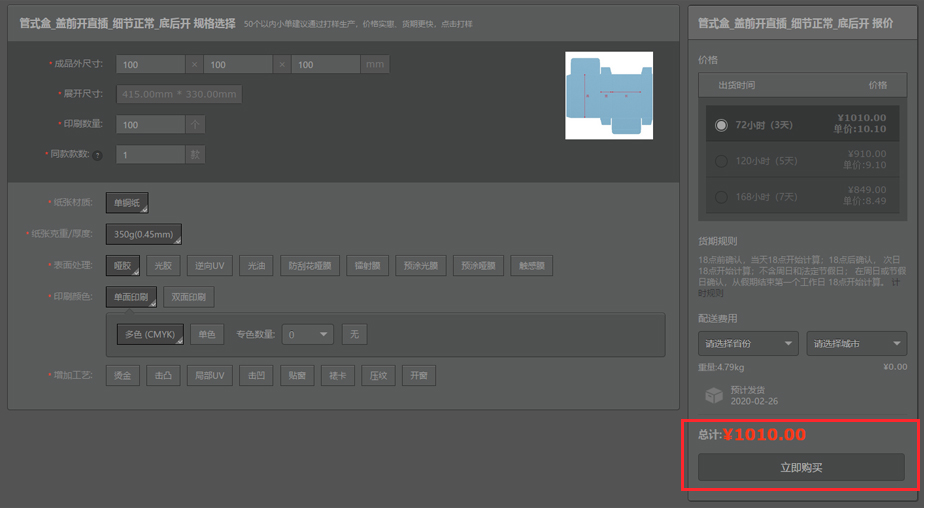 管式盒_盖前开直插_细节正常_底后开 规格选择 50个以内小单建议通过打样生产，价格实惠，货期更快，点击打样
* 成品外尺寸: 100 × 100 × 100 mm
* 展开尺寸: 415.00mm * 330.00mm
* 印刷数量: 100 个
* 同款款数: ? 1 款
* 纸张材质: 单铜纸
* 纸张克重/厚度: 350g(0.45mm)
* 表面处理: 哑胶 光胶 逆向UV 光油 防刮花哑膜 镭射膜 预涂光膜 预涂哑膜 触感膜
* 印刷颜色: 单面印刷 双面印刷
多色 (CMYK) 单色 专色数量: 0 无
* 增加工艺: 烫金 击凸 局部UV 击凹 贴窗 裱卡 压纹 开窗
管式盒_盖前开直插_细节正常_底后开 报价
价格
出货时间 价格
72小时（3天） ¥1010.00
单价:10.10
120小时（5天） ¥910.00
单价:9.10
168小时（7天） ¥849.00
单价:8.49
货期规则
18点前确认，当天18点开始计算；18点后确认， 次日
18点开始计算；不含周日和法定节假日； 在周日或节假
日确认，从假期结束第一个工作日 18点开始计算。 计
时规则
配送费用
请选择省份 请选择城市
重量:4.79kg ¥0.00
预计发货
2020-02-26
总计:¥1010.00
立即购买